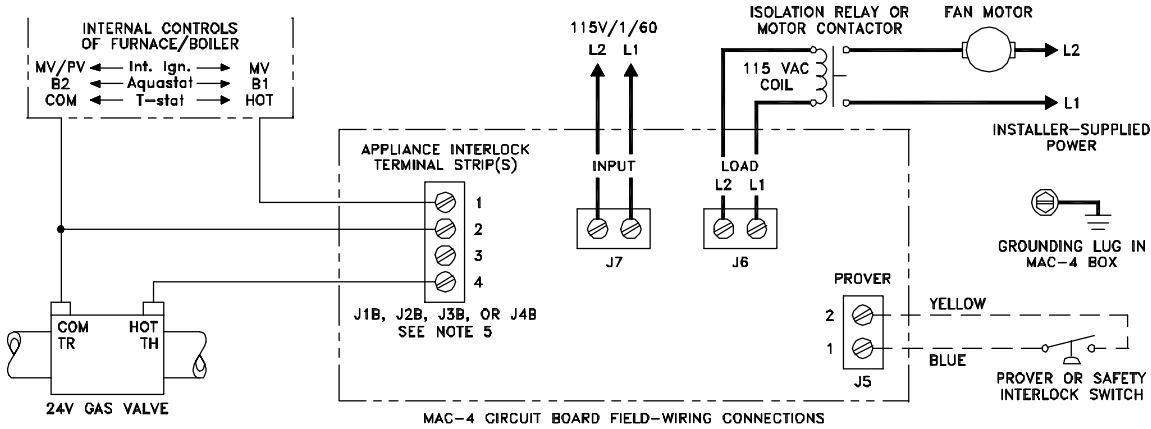 INTERNAL CONTROLS
OF FURNACE/BOILER
MV/PV Int. Ign. MV
B2 Aquastat B1
COM T-stat HOT
115V/1/60
L2 L1
ISOLATION RELAY OR
MOTOR CONTACTOR
FAN MOTOR
L2
115 VAC
COIL
L1
INSTALLER-SUPPLIED
POWER
APPLIANCE INTERLOCK
TERMINAL STRIP(S)
INPUT
LOAD
L2 L1
1
2
3
4
J7
J6
GROUNDING LUG IN
MAC-4 BOX
J1B, J2B, J3B, OR J4B
SEE NOTE 5
PROVER
2
1
J5
YELLOW
BLUE
PROVER OR SAFETY
INTERLOCK SWITCH
COM HOT
TR TH
24V GAS VALVE
MAC-4 CIRCUIT BOARD FIELD-WIRING CONNECTIONS